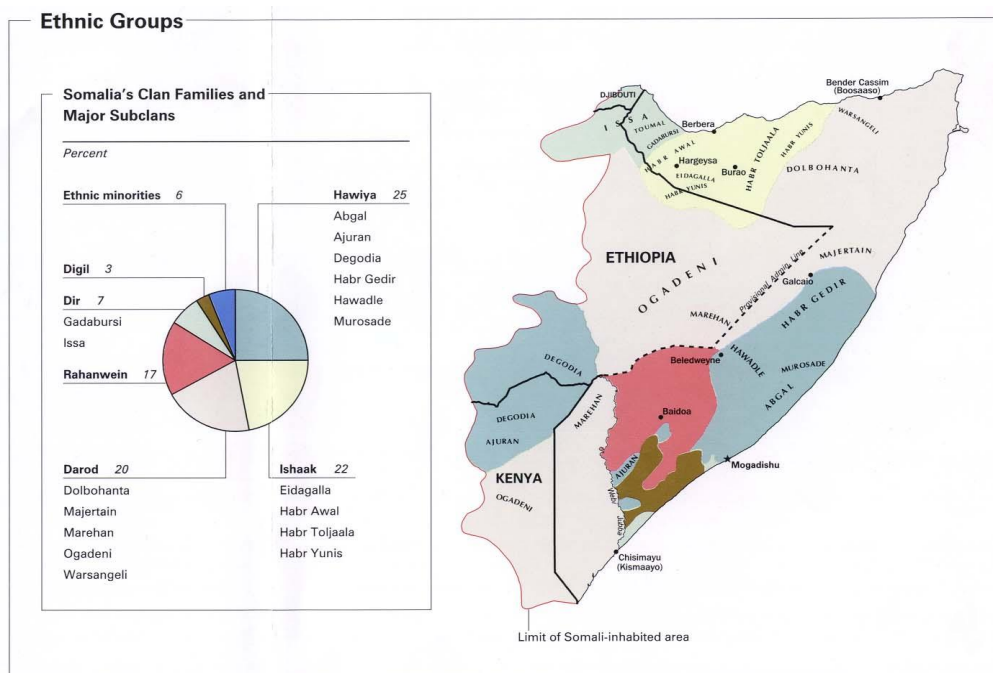 Ethnic Groups
Somalia's Clan Families and
Major Subclans
Percent
Ethnic minorities 6
Hawiya 25
Abgal
Ajuran
Degodia
Habr Gedir
Hawadle
Murosade
Digil 3
Dir 7
Gadabursi
Issa
Rahanwein 17
Darod 20
Dolbohanta
Majertain
Marehan
Ogadeni
Warsangeli
Ishaak 22
Eidagalla
Habr Awal
Habr Toljaala
Habr Yunis
DJIBOUTI
ISSA
TOUMAL
GADABURSI
Berbera
Bender Cassim
(Boosaaso)
WARSANGELI
HABR AWAL
Hargeysa
EIDAGALLA
HABR YUNIS
Burao
HABR TOLJAALA
HABR YUNIS
DOLBOHANTA
ETHIOPIA
OGADENI
Provisional Admin. Line
MAJERTAIN
Galcaio
HABR GEDIR
MAREHAN
Beledweyne
HAWADLE
MUROSADE
ABGAL
DEGODIA
DEGODIA
AJURAN
MAREHAN
Baidoa
AJURAN
Mogadishu
KENYA
OGADENI
Webi Jubba
Chisimayu
(Kismaayo)
Limit of Somali-inhabited area